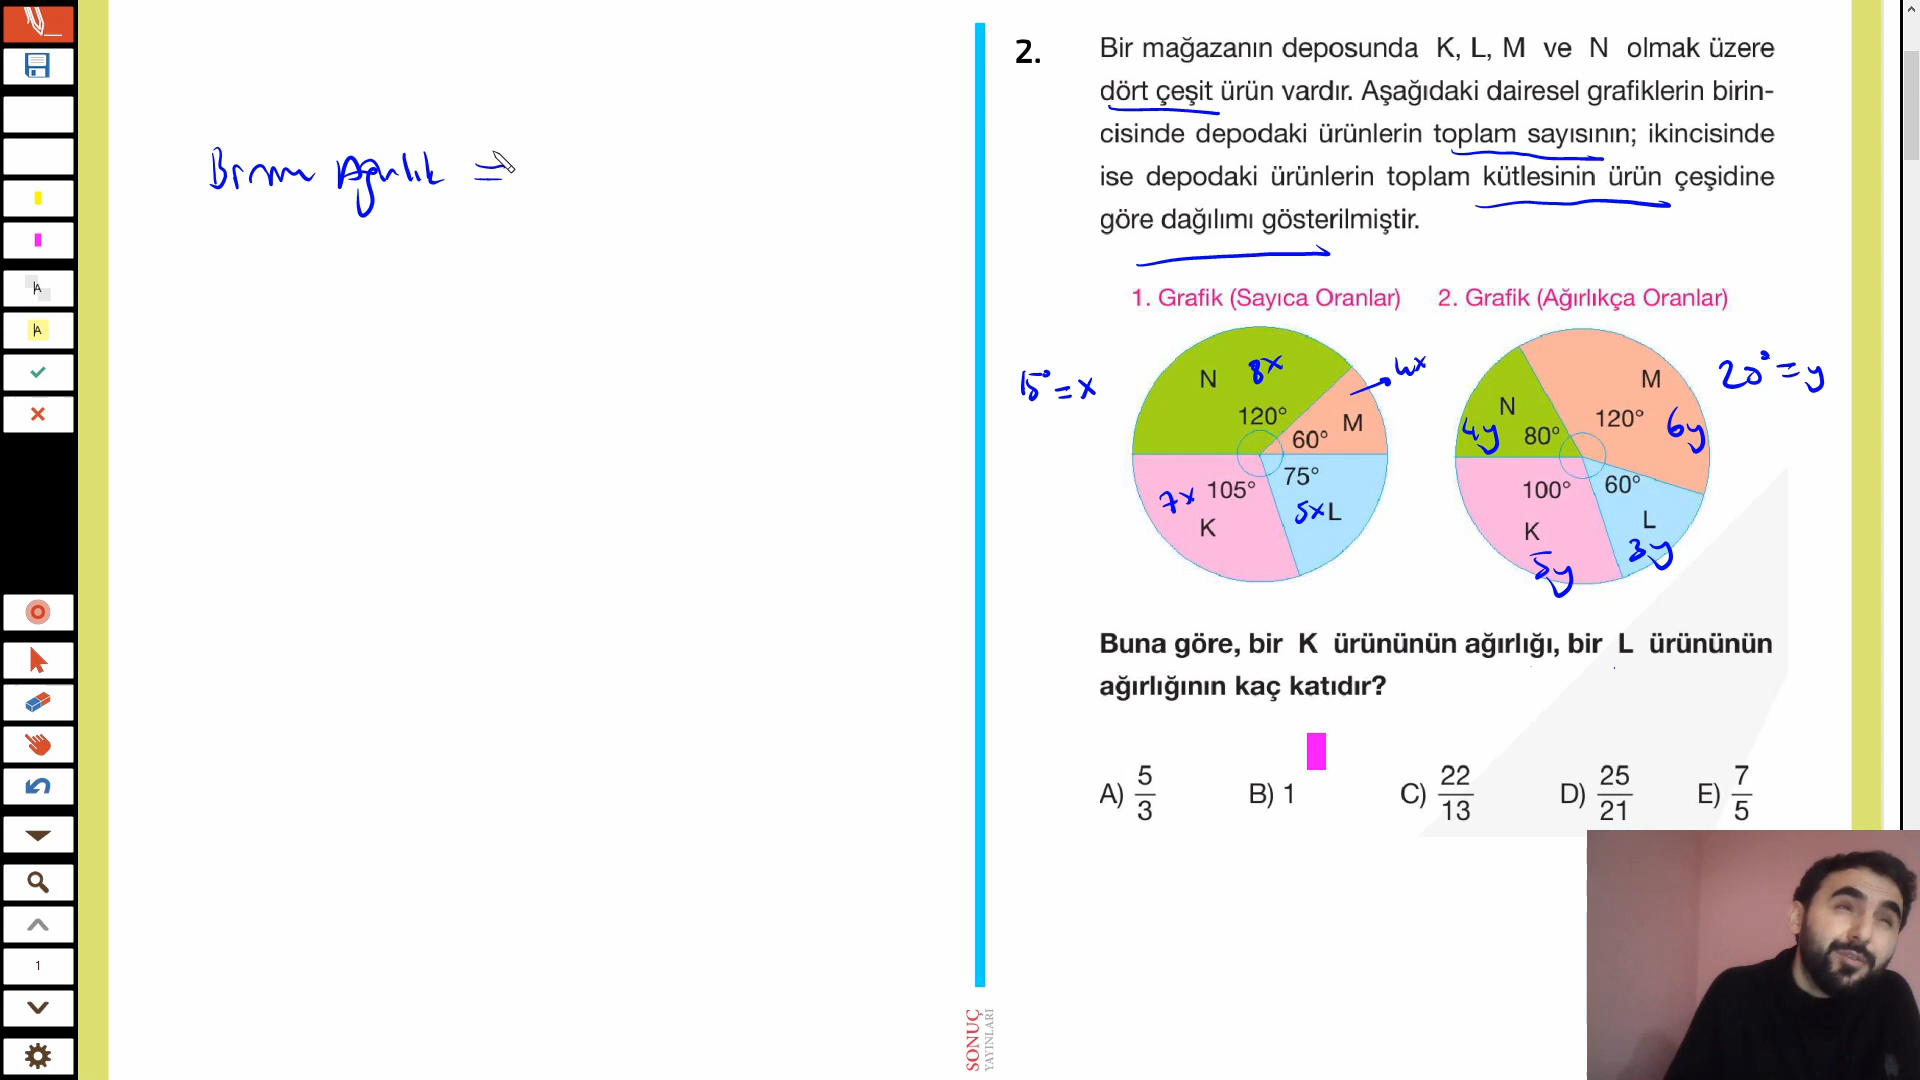 Birim Ağırlık =
2. Bir mağazanın deposunda K, L, M ve N olmak üzere
dört çeşit ürün vardır. Aşağıdaki dairesel grafiklerin birin-
cisinde depodaki ürünlerin toplam sayısının; ikincisinde
ise depodaki ürünlerin toplam kütlesinin ürün çeşidine
göre dağılımı gösterilmiştir.
1. Grafik (Sayıca Oranlar)
15° = x
N 8x
120°
4x
60° M
75°
5x L
7x 105°
K
2. Grafik (Ağırlıkça Oranlar)
20° = y
M
120° 6y
N
4y 80°
100°
K
5y
60°
L
3y
Buna göre, bir K ürününün ağırlığı, bir L ürününün
ağırlığının kaç katıdır?
A) 5/3 B) 1 C) 22/13 D) 25/21 E) 7/5
SONUÇ
YAYINLARI
A
A
1